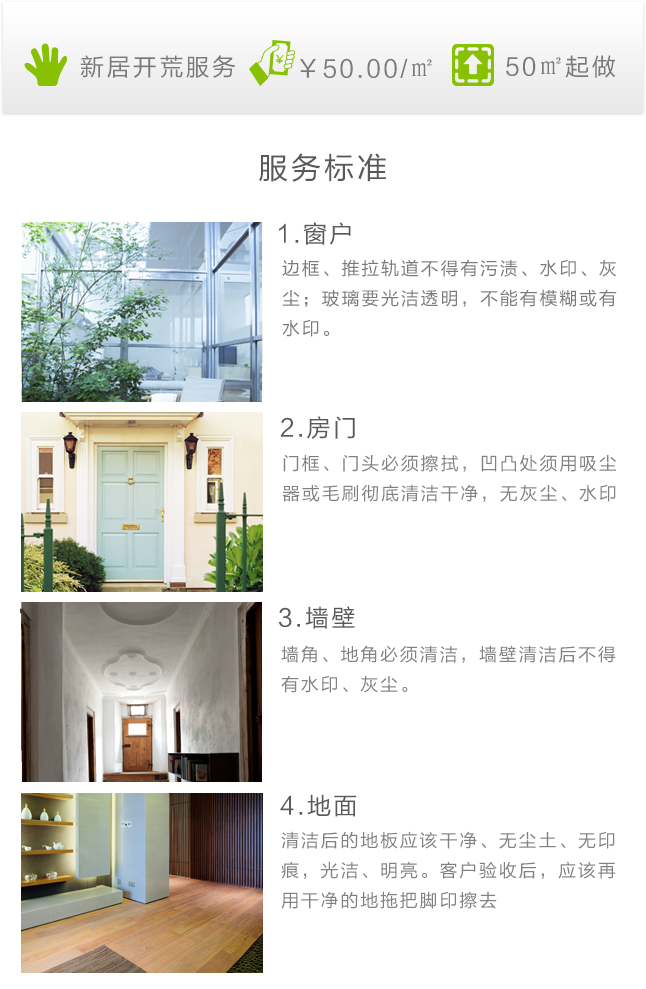 新居开荒服务 ￥50.00/㎡ 50㎡起做
服务标准
1.窗户
边框、推拉轨道不得有污渍、水印、灰
尘；玻璃要光洁透明，不能有模糊或有
水印。
2.房门
门框、门头必须擦拭，凹凸处须用吸尘
器或毛刷彻底清洁干净，无灰尘、水印
3.墙壁
墙角、地角必须清洁，墙壁清洁后不得
有水印、灰尘。
4.地面
清洁后的地板应该干净、无尘土、无印
痕，光洁、明亮。客户验收后，应该再
用干净的地拖把脚印擦去